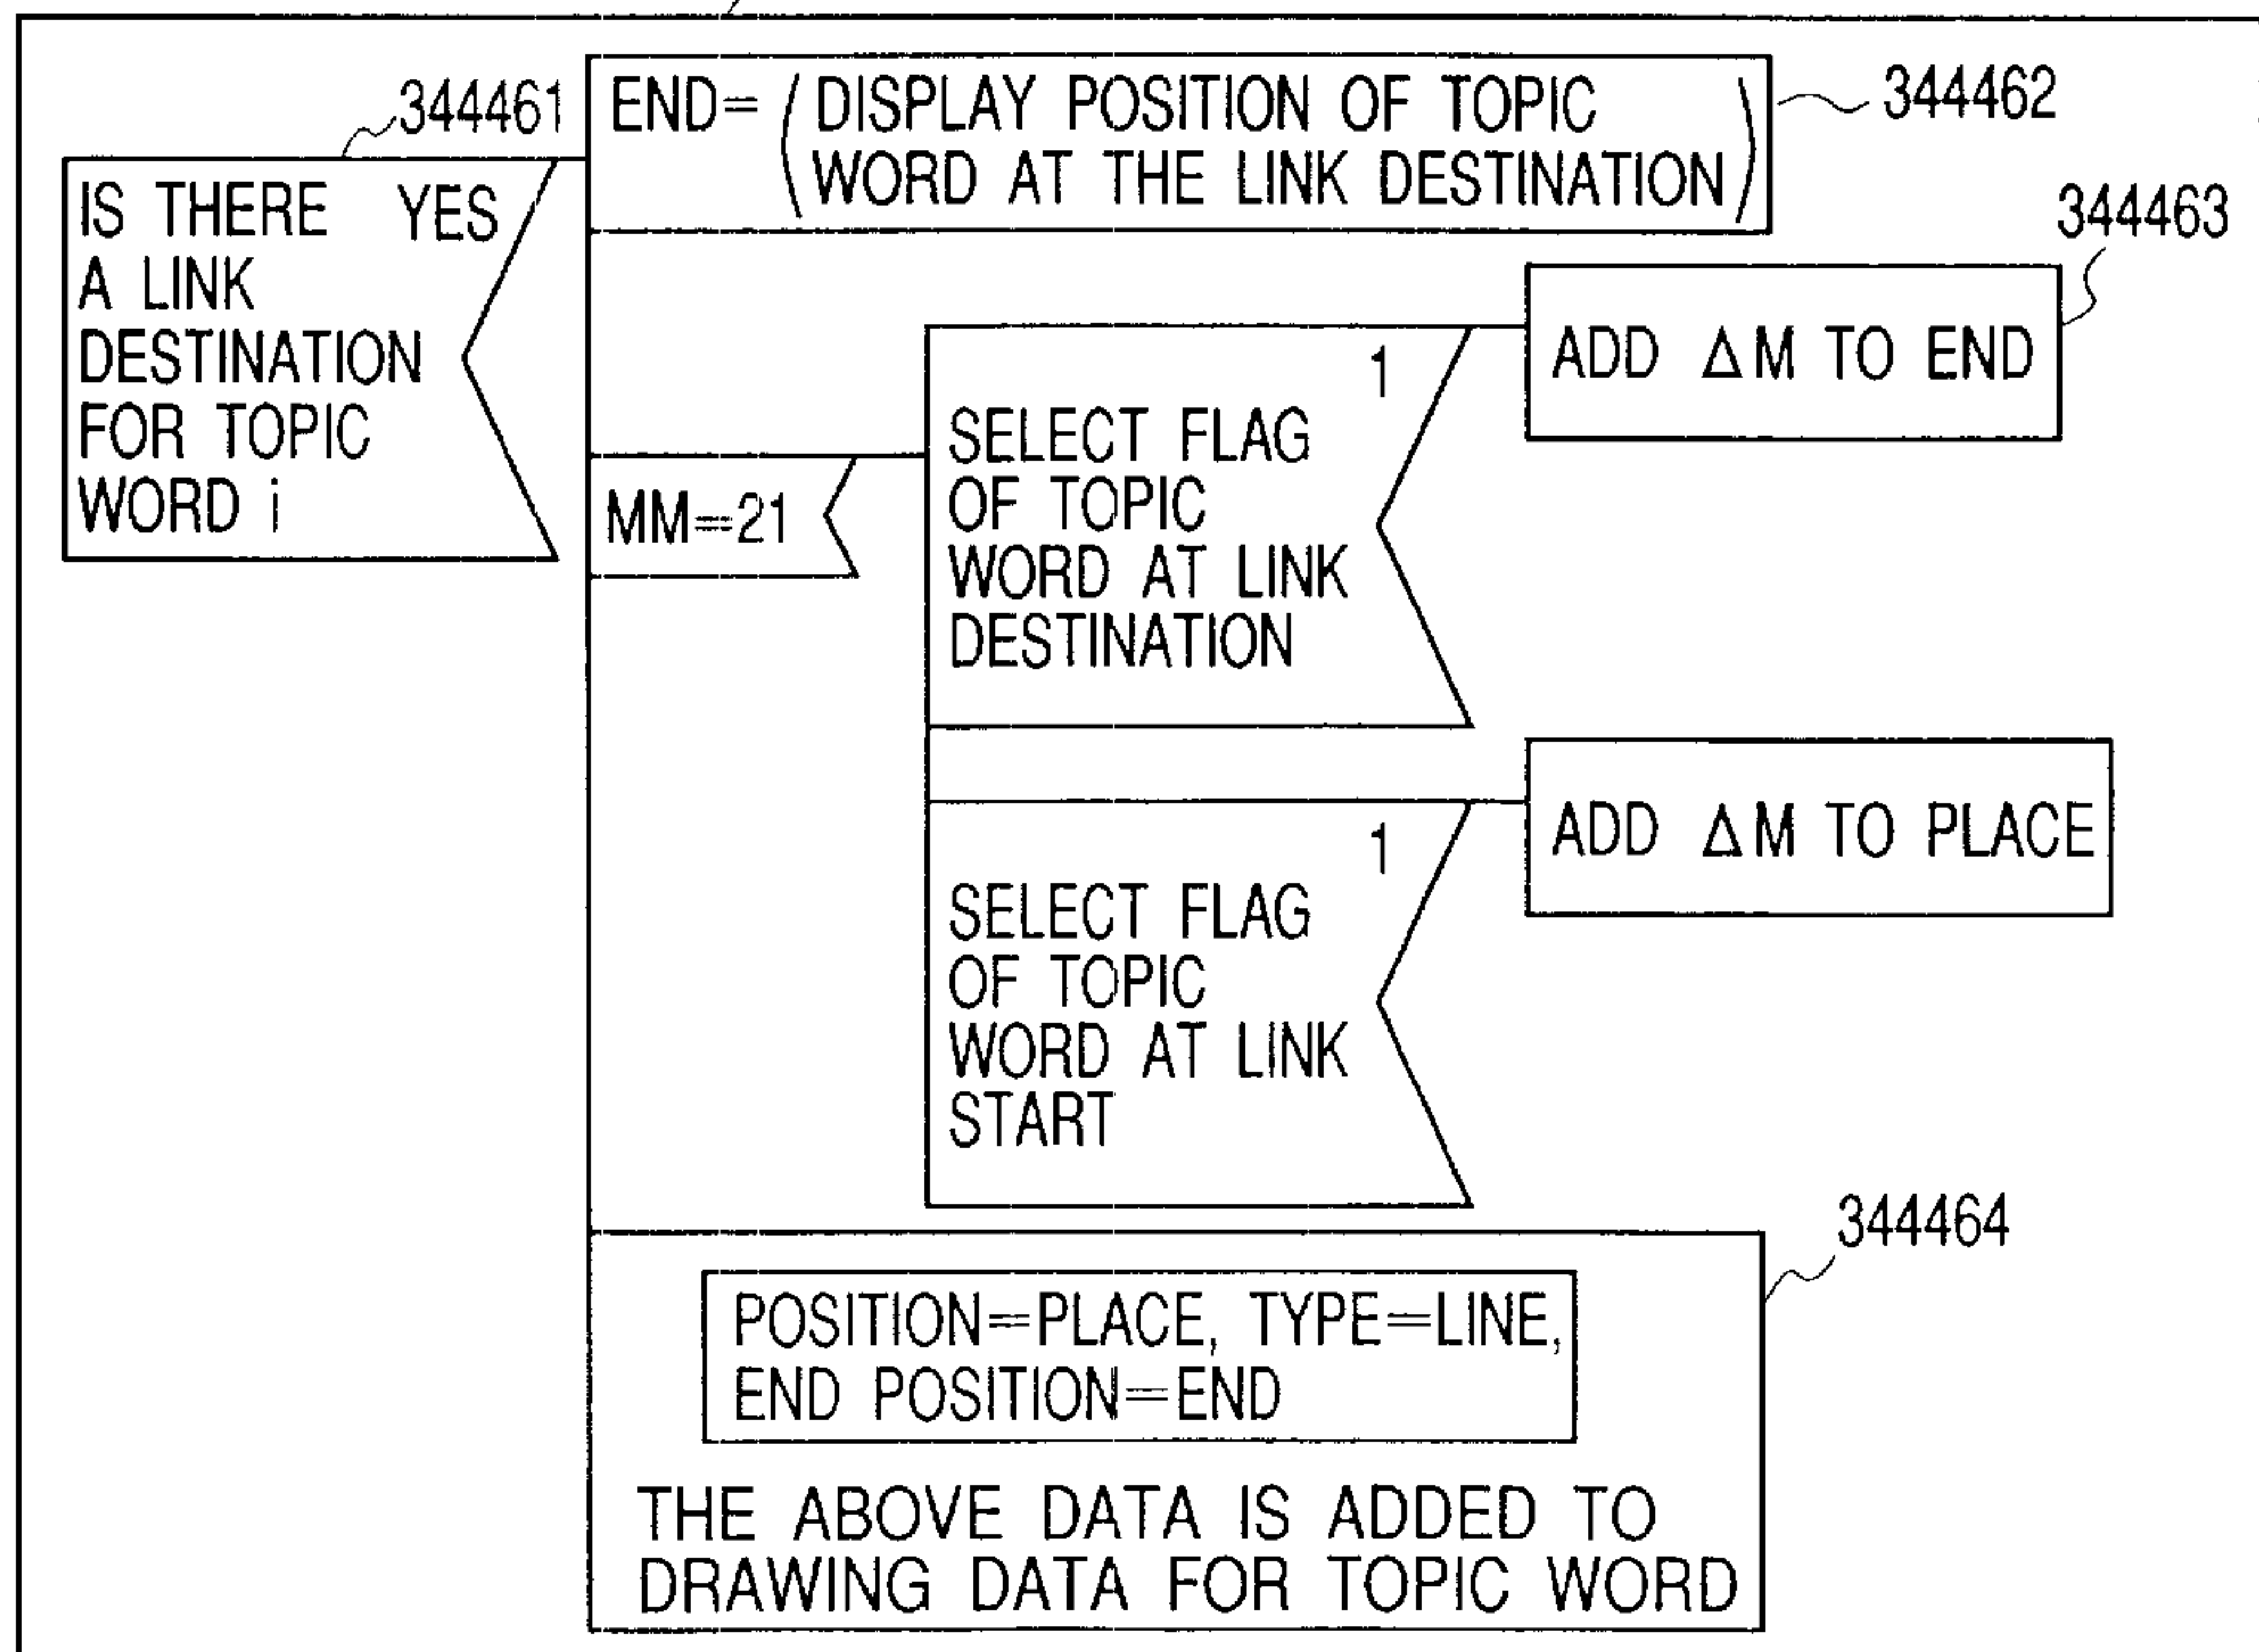 344461
END= ( DISPLAY POSITION OF TOPIC
WORD AT THE LINK DESTINATION )
344462
344463
IS THERE YES
A LINK
DESTINATION
FOR TOPIC
WORD i
1
ADD ΔM TO END
SELECT FLAG
OF TOPIC
WORD AT LINK
DESTINATION
MM=21
1
ADD ΔM TO PLACE
SELECT FLAG
OF TOPIC
WORD AT LINK
START
344464
POSITION=PLACE, TYPE=LINE,
END POSITION=END
THE ABOVE DATA IS ADDED TO
DRAWING DATA FOR TOPIC WORD